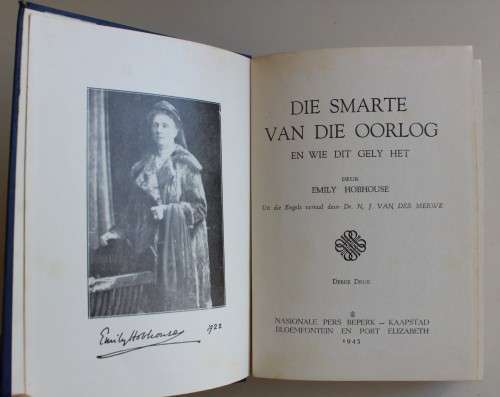 Emily Hobhouse 1922
DIE SMARTE
VAN DIE OORLOG
EN WIE DIT GELY HET
DEUR
EMILY HOBHOUSE
Uit die Engels vertaal deur Dr. N. J. VAN DER MERWE
Derde Druk
NASIONALE PERS BEPERK — KAAPSTAD
BLOEMFONTEIN EN PORT ELIZABETH
1945